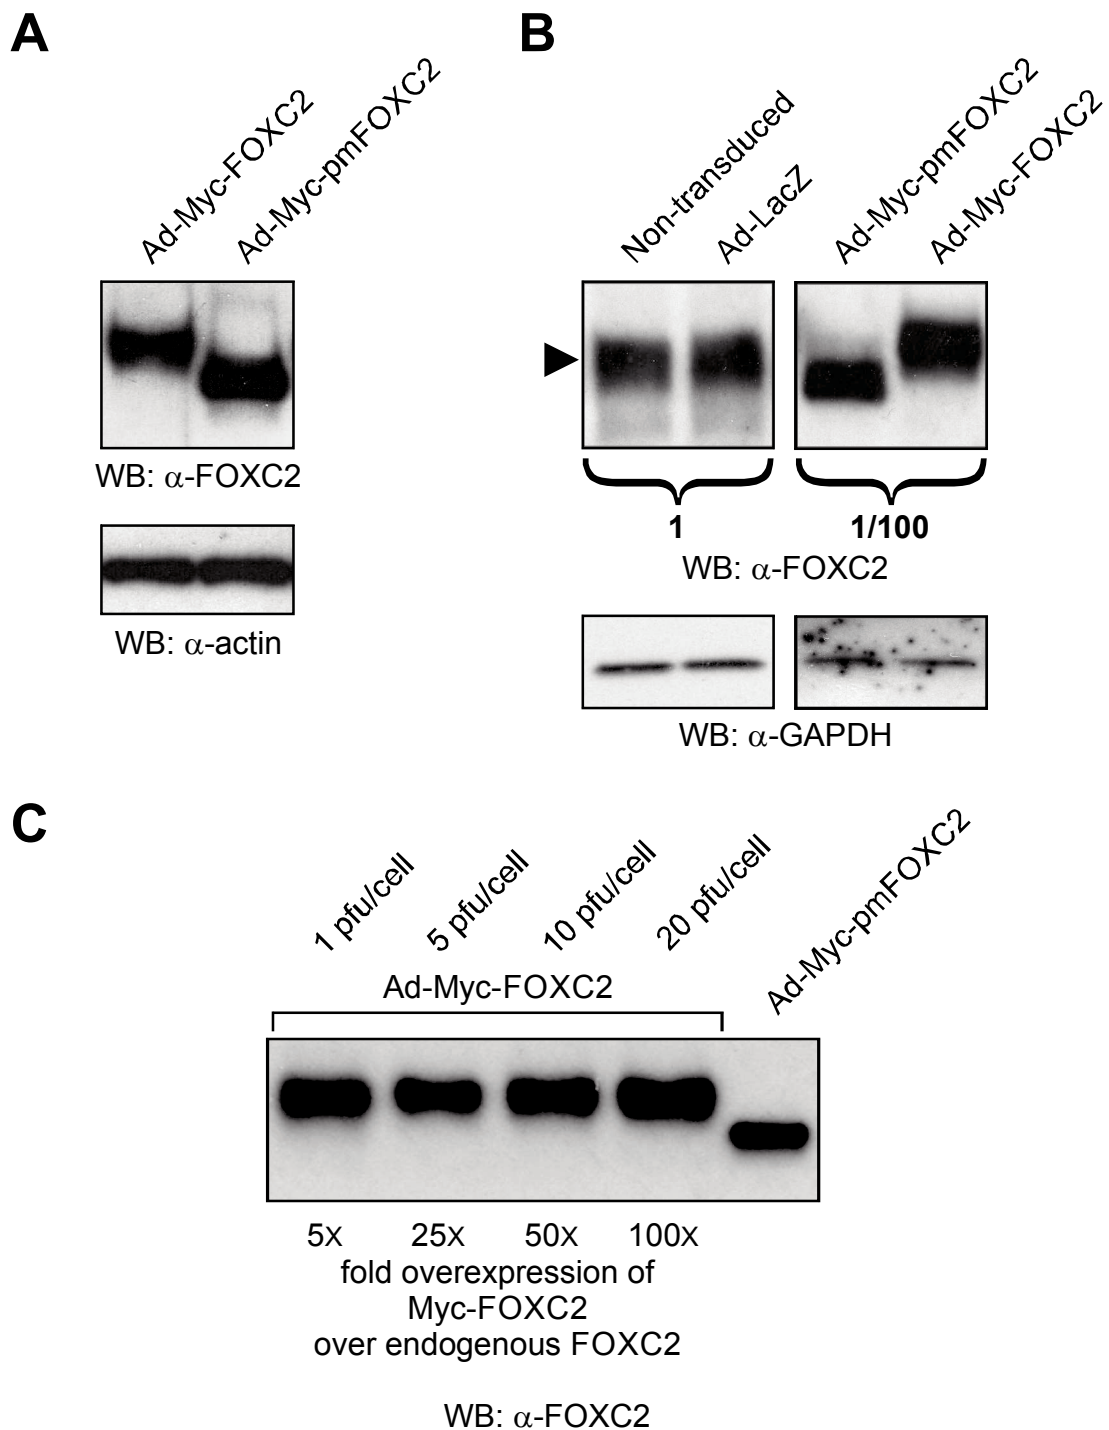 A
Ad-Myc-FOXC2
Ad-Myc-pmFOXC2
WB: α-FOXC2
WB: α-actin
B
Non-transduced
Ad-LacZ
Ad-Myc-pmFOXC2
Ad-Myc-FOXC2
1
1/100
WB: α-FOXC2
WB: α-GAPDH
C
1 pfu/cell
5 pfu/cell
10 pfu/cell
20 pfu/cell
Ad-Myc-pmFOXC2
Ad-Myc-FOXC2
5x 25x 50x 100x
fold overexpression of
Myc-FOXC2
over endogenous FOXC2
WB: α-FOXC2